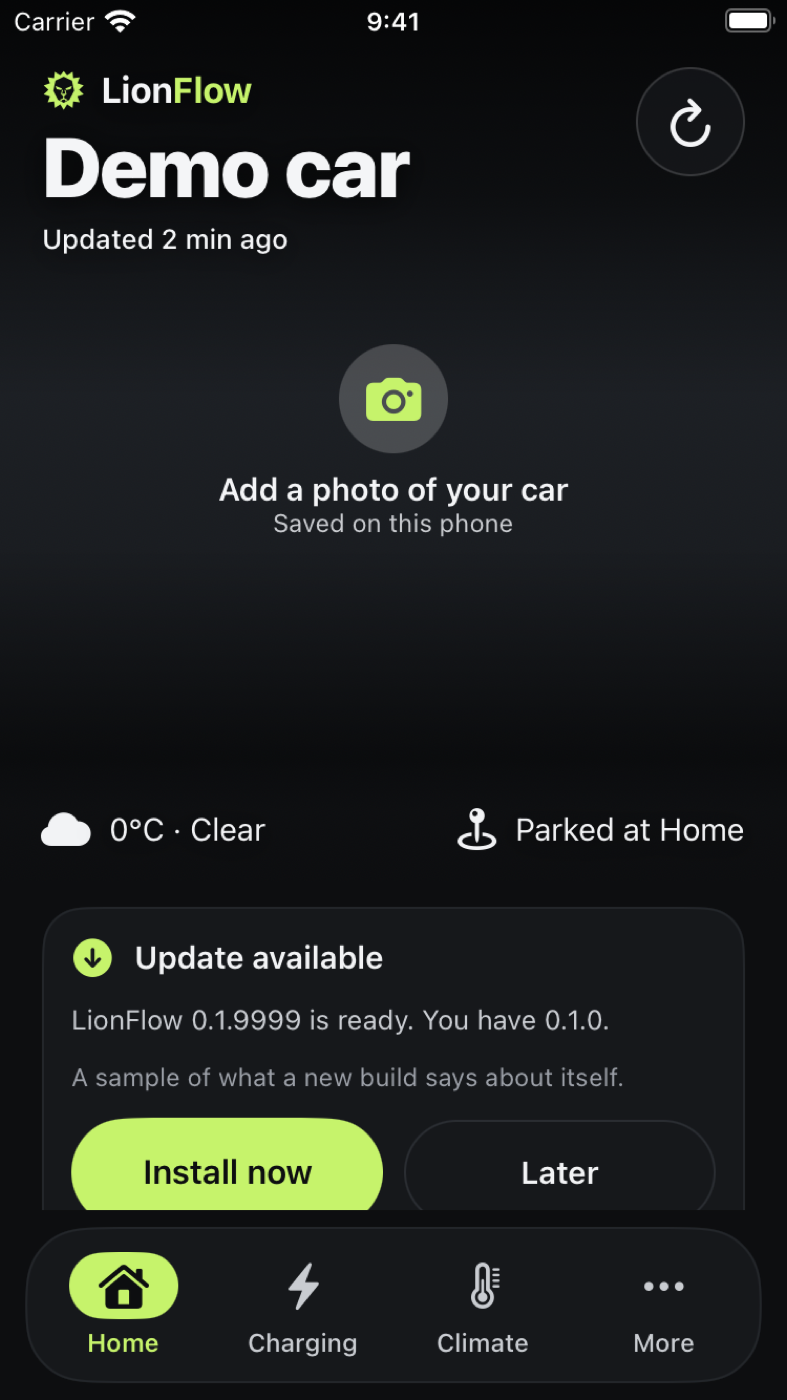 Carrier 9:41
LionFlow
Demo car
Updated 2 min ago
Add a photo of your car
Saved on this phone
0°C · Clear
Parked at Home
Update available
LionFlow 0.1.9999 is ready. You have 0.1.0.
A sample of what a new build says about itself.
Install now
Later
Home
Charging
Climate
More